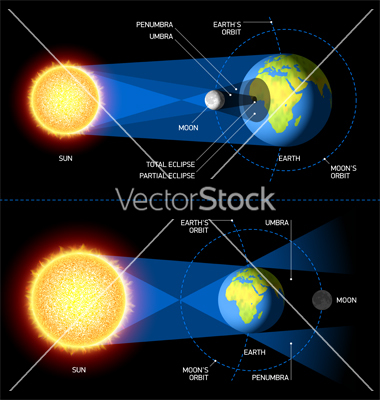 PENUMBRA
UMBRA
EARTH'S
ORBIT
MOON
SUN
TOTAL ECLIPSE
PARTIAL ECLIPSE
EARTH
MOON'S
ORBIT
VectorStock
EARTH'S
ORBIT
UMBRA
MOON
EARTH
SUN
MOON'S
ORBIT
PENUMBRA